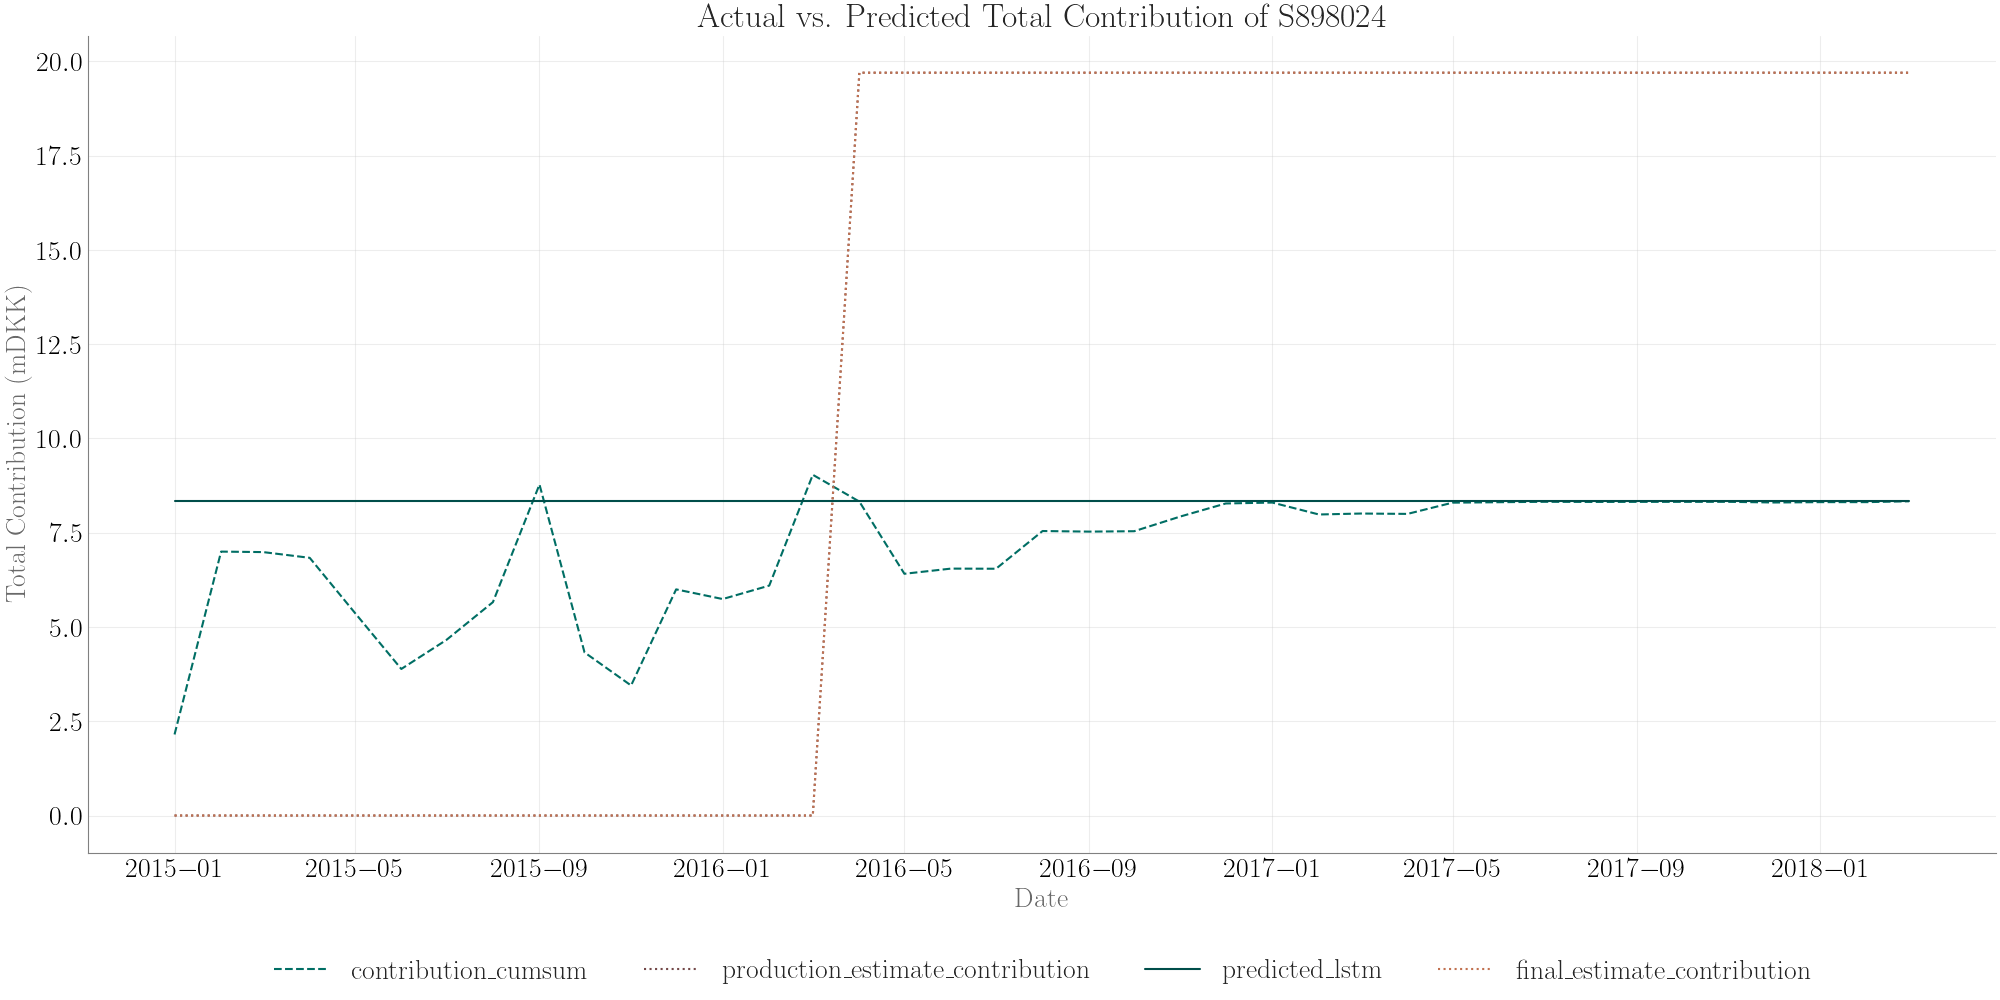 Actual vs. Predicted Total Contribution of S898024
Total Contribution (mDKK)
20.0
17.5
15.0
12.5
10.0
7.5
5.0
2.5
0.0
2015–01 2015–05 2015–09 2016–01 2016–05 2016–09 2017–01 2017–05 2017–09 2018–01
Date
contribution_cumsum production_estimate_contribution predicted_lstm final_estimate_contribution